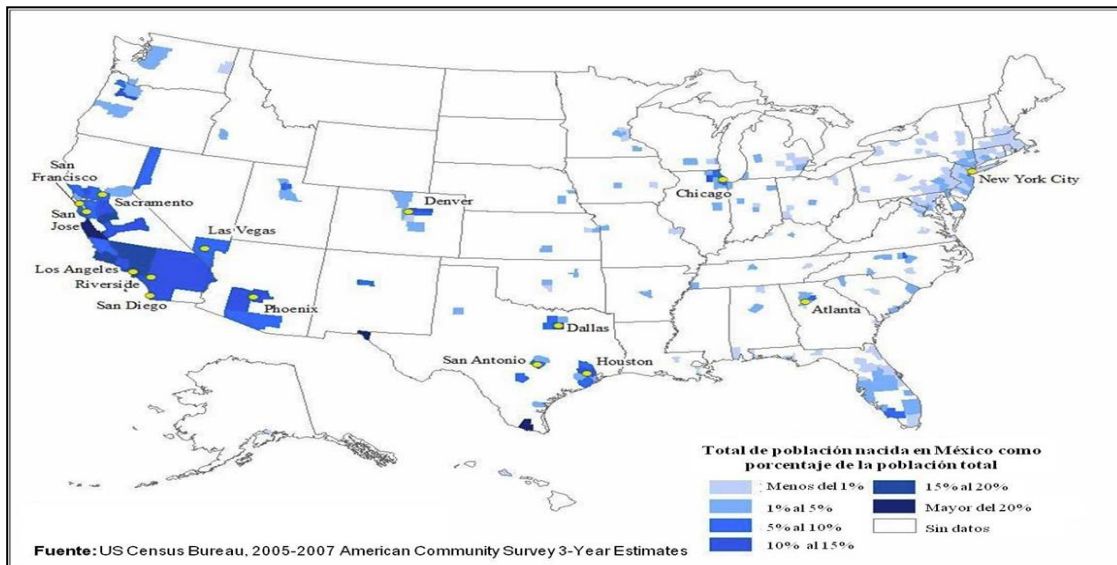 San
Francisco
Sacramento
San
Jose
Las Vegas
Los Angeles
Riverside
San Diego
Phoenix
Denver
Dallas
San Antonio
Houston
Chicago
New York City
Atlanta
Total de población nacida en México como
porcentaje de la población total
Menos del 1%
1% al 5%
5% al 10%
10% al 15%
15% al 20%
Mayor del 20%
Sin datos
Fuente: US Census Bureau, 2005-2007 American Community Survey 3-Year Estimates